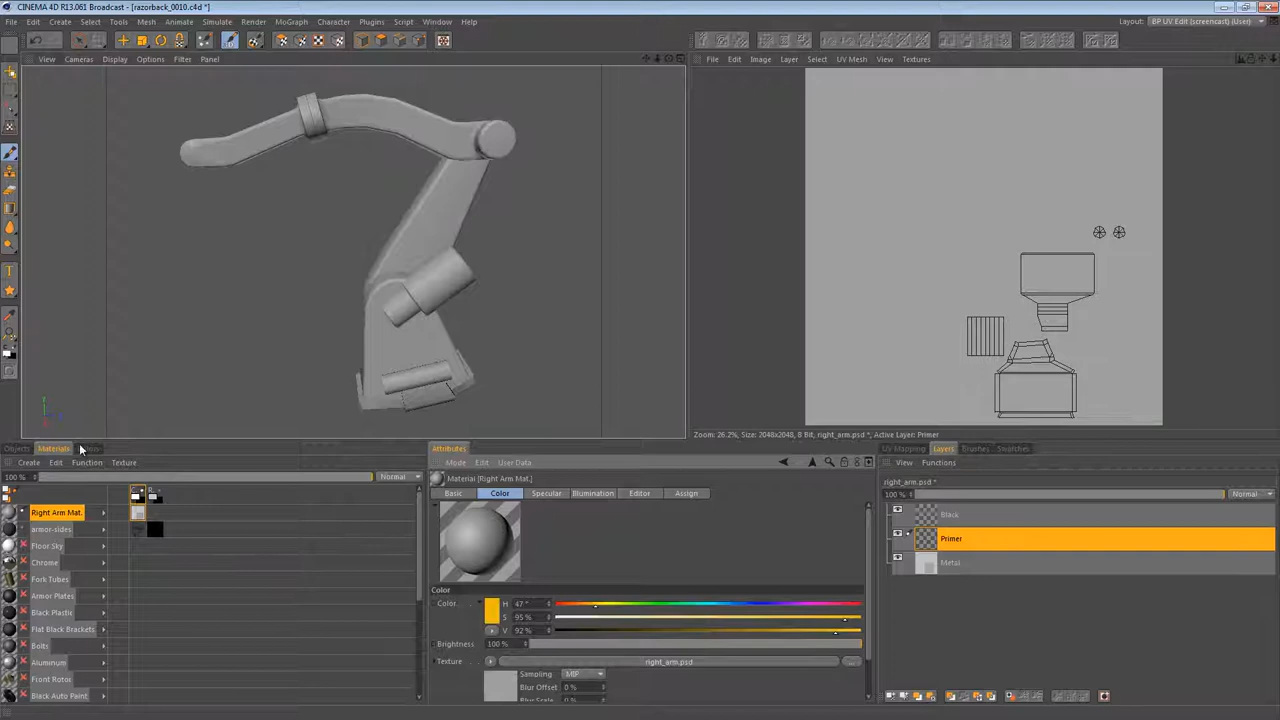 CINEMA 4D R13.061 Broadcast - [razorback_0010.c4d *]
File Edit Create Select Tools Mesh Animate Simulate Render MoGraph Character Plugins Script Window Help
Layout: BP UV Edit (screencast) (User)
View Cameras Display Options Filter Panel
File Edit Image Layer Select UV Mesh View Textures
Zoom: 26.2%, Size: 2048x2048, 8 Bit, right_arm.psd *, Active Layer: Primer
Objects Materials
Attributes
UV Mapping Layers Brushes Swatches
Create Edit Function Texture
Mode Edit User Data
View Functions
100 % Normal
Material [Right Arm Mat.]
right_arm.psd *
Basic Color Specular Illumination Editor Assign
100 % Normal
Right Arm Mat.
armor-sides
Floor Sky
Chrome
Fork Tubes
Armor Plates
Black Plastic
Flat Black Brackets
Bolts
Aluminum
Front Rotor
Black Auto Paint
Color
Color H 47 °
S 95 %
V 92 %
Brightness 100 %
Texture right_arm.psd ...
Sampling MIP
Blur Offset 0 %
Blur Scale 0 %
Black
Primer
Metal